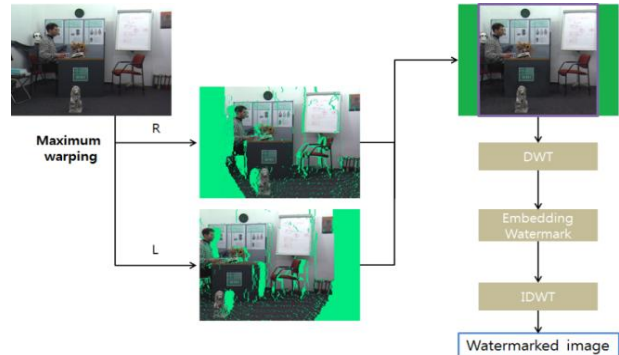 R
Maximum
warping
L
DWT
Embedding
Watermark
IDWT
Watermarked image